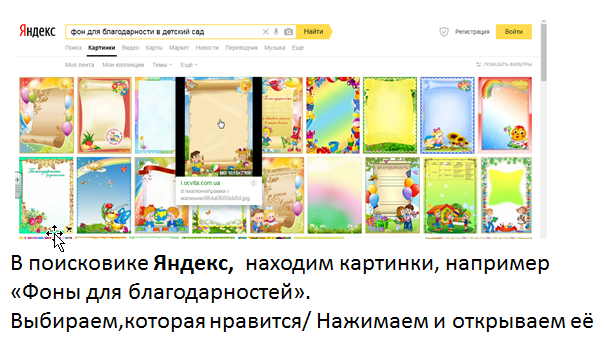 Яндекс
фон для благодарности в детский сад
Найти
Регистрация
Войти
Поиск Картинки Видео Карты Маркет Новости Переводчик Музыка Ещё
Моя лента Мои коллекции Темы Ещё
ПОКАЗАТЬ ФИЛЬТРЫ
Благодарность
i.ocvita.com.ua
БЛАГОДАРНОСТЬ
В поисковике Яндекс, находим картинки, например
«Фоны для благодарностей».
Выбираем,которая нравится/ Нажимаем и открываем её